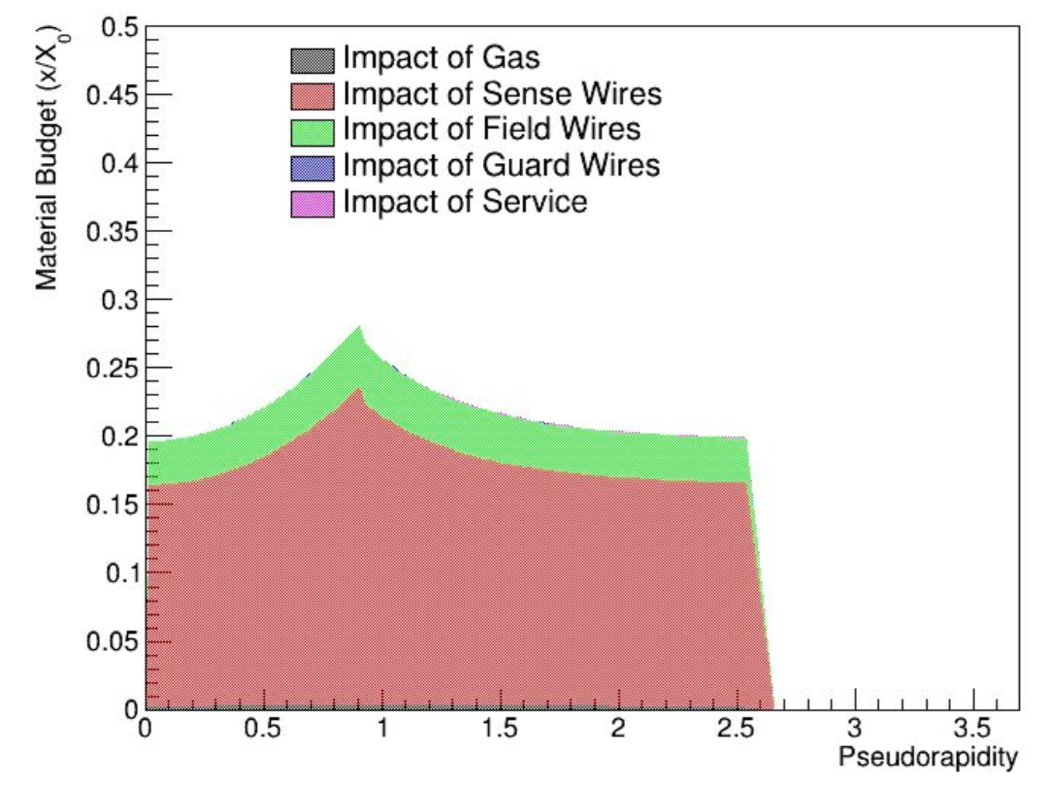 Material Budget (x/X0)
0.5
0.45
0.4
0.35
0.3
0.25
0.2
0.15
0.1
0.05
0
Impact of Gas
Impact of Sense Wires
Impact of Field Wires
Impact of Guard Wires
Impact of Service
0 0.5 1 1.5 2 2.5 3 3.5
Pseudorapidity